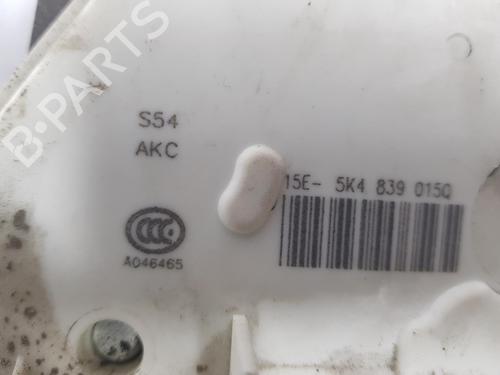 B-PARTS
S54
AKC
15E- 5K4 839 015Q
CCC
A046465